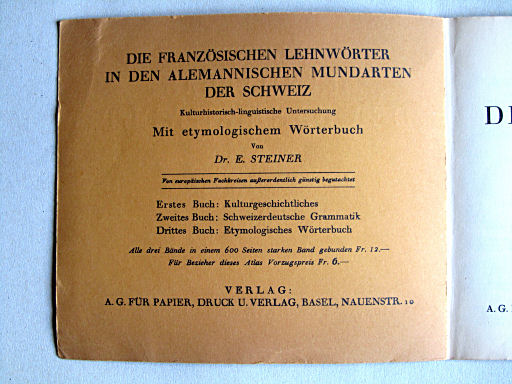 DIE FRANZÖSISCHEN LEHNWÖRTER
IN DEN ALEMANNISCHEN MUNDARTEN
DER SCHWEIZ
Kulturhistorisch-linguistische Untersuchung
Mit etymologischem Wörterbuch
Von
Dr. E. STEINER
Von europäischen Fachkreisen außerordentlich günstig begutachtet
Erstes Buch: Kulturgeschichtliches
Zweites Buch: Schweizerdeutsche Grammatik
Drittes Buch: Etymologisches Wörterbuch
Alle drei Bände in einem 600 Seiten starken Band gebunden Fr. 12.—
Für Bezieher dieses Atlas Vorzugspreis Fr. 6.—
VERLAG:
A. G. FÜR PAPIER, DRUCK U. VERLAG, BASEL, NAUENSTR. 10
A. G.